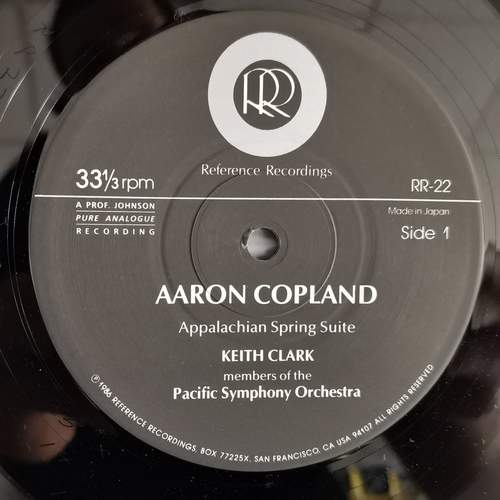 RR
Reference Recordings
33⅓ rpm
RR-22
A PROF. JOHNSON
PURE ANALOGUE
RECORDING
Made in Japan
Side 1
AARON COPLAND
Appalachian Spring Suite
KEITH CLARK
members of the
Pacific Symphony Orchestra
℗ 1986 REFERENCE RECORDINGS, BOX 77225X, SAN FRANCISCO, CA USA 94107 ALL RIGHTS RESERVED